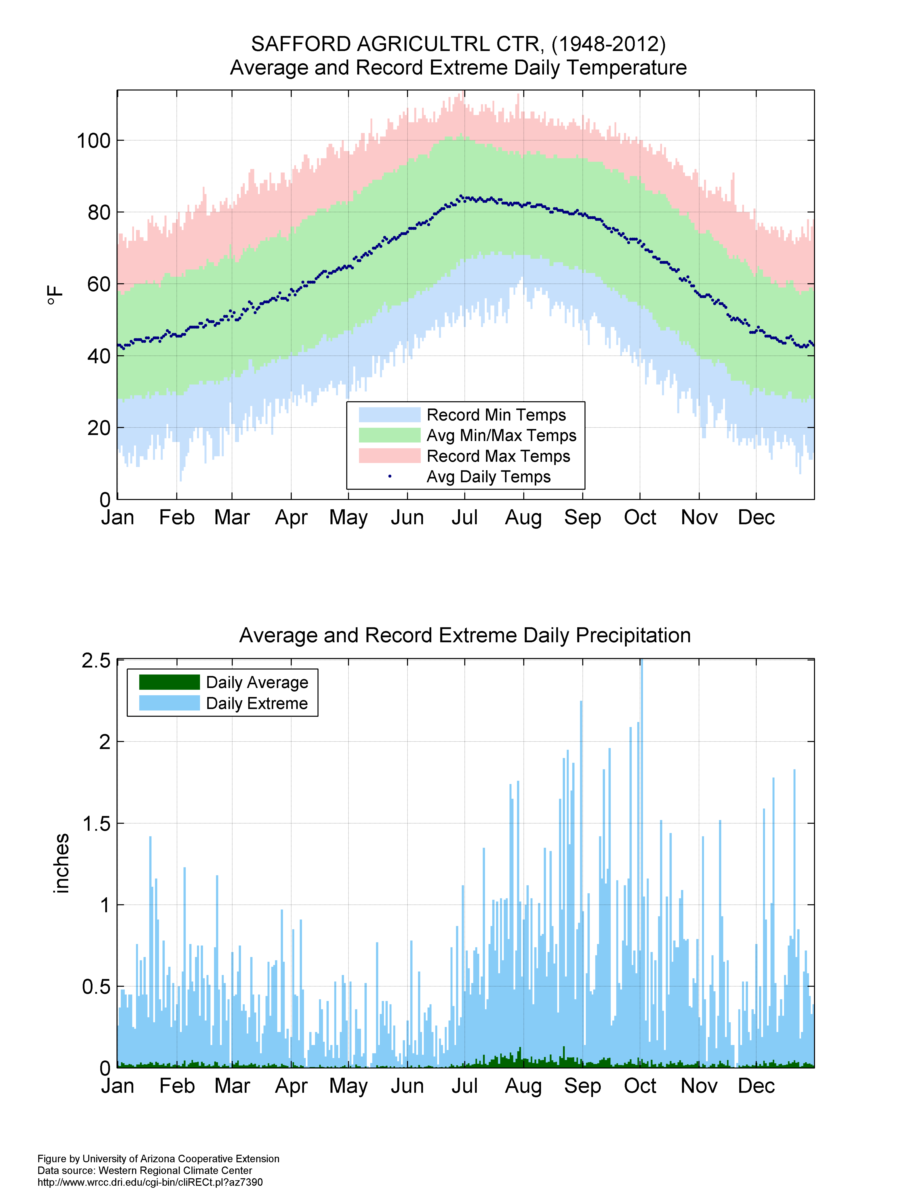 SAFFORD AGRICULTRL CTR, (1948-2012)
Average and Record Extreme Daily Temperature
100
80
60
40
20
0
°F
Record Min Temps
Avg Min/Max Temps
Record Max Temps
Avg Daily Temps
Jan Feb Mar Apr May Jun Jul Aug Sep Oct Nov Dec
Average and Record Extreme Daily Precipitation
2.5
2
1.5
1
0.5
0
inches
Daily Average
Daily Extreme
Jan Feb Mar Apr May Jun Jul Aug Sep Oct Nov Dec
Figure by University of Arizona Cooperative Extension
Data source: Western Regional Climate Center
http://www.wrcc.dri.edu/cgi-bin/cliRECt.pl?az7390